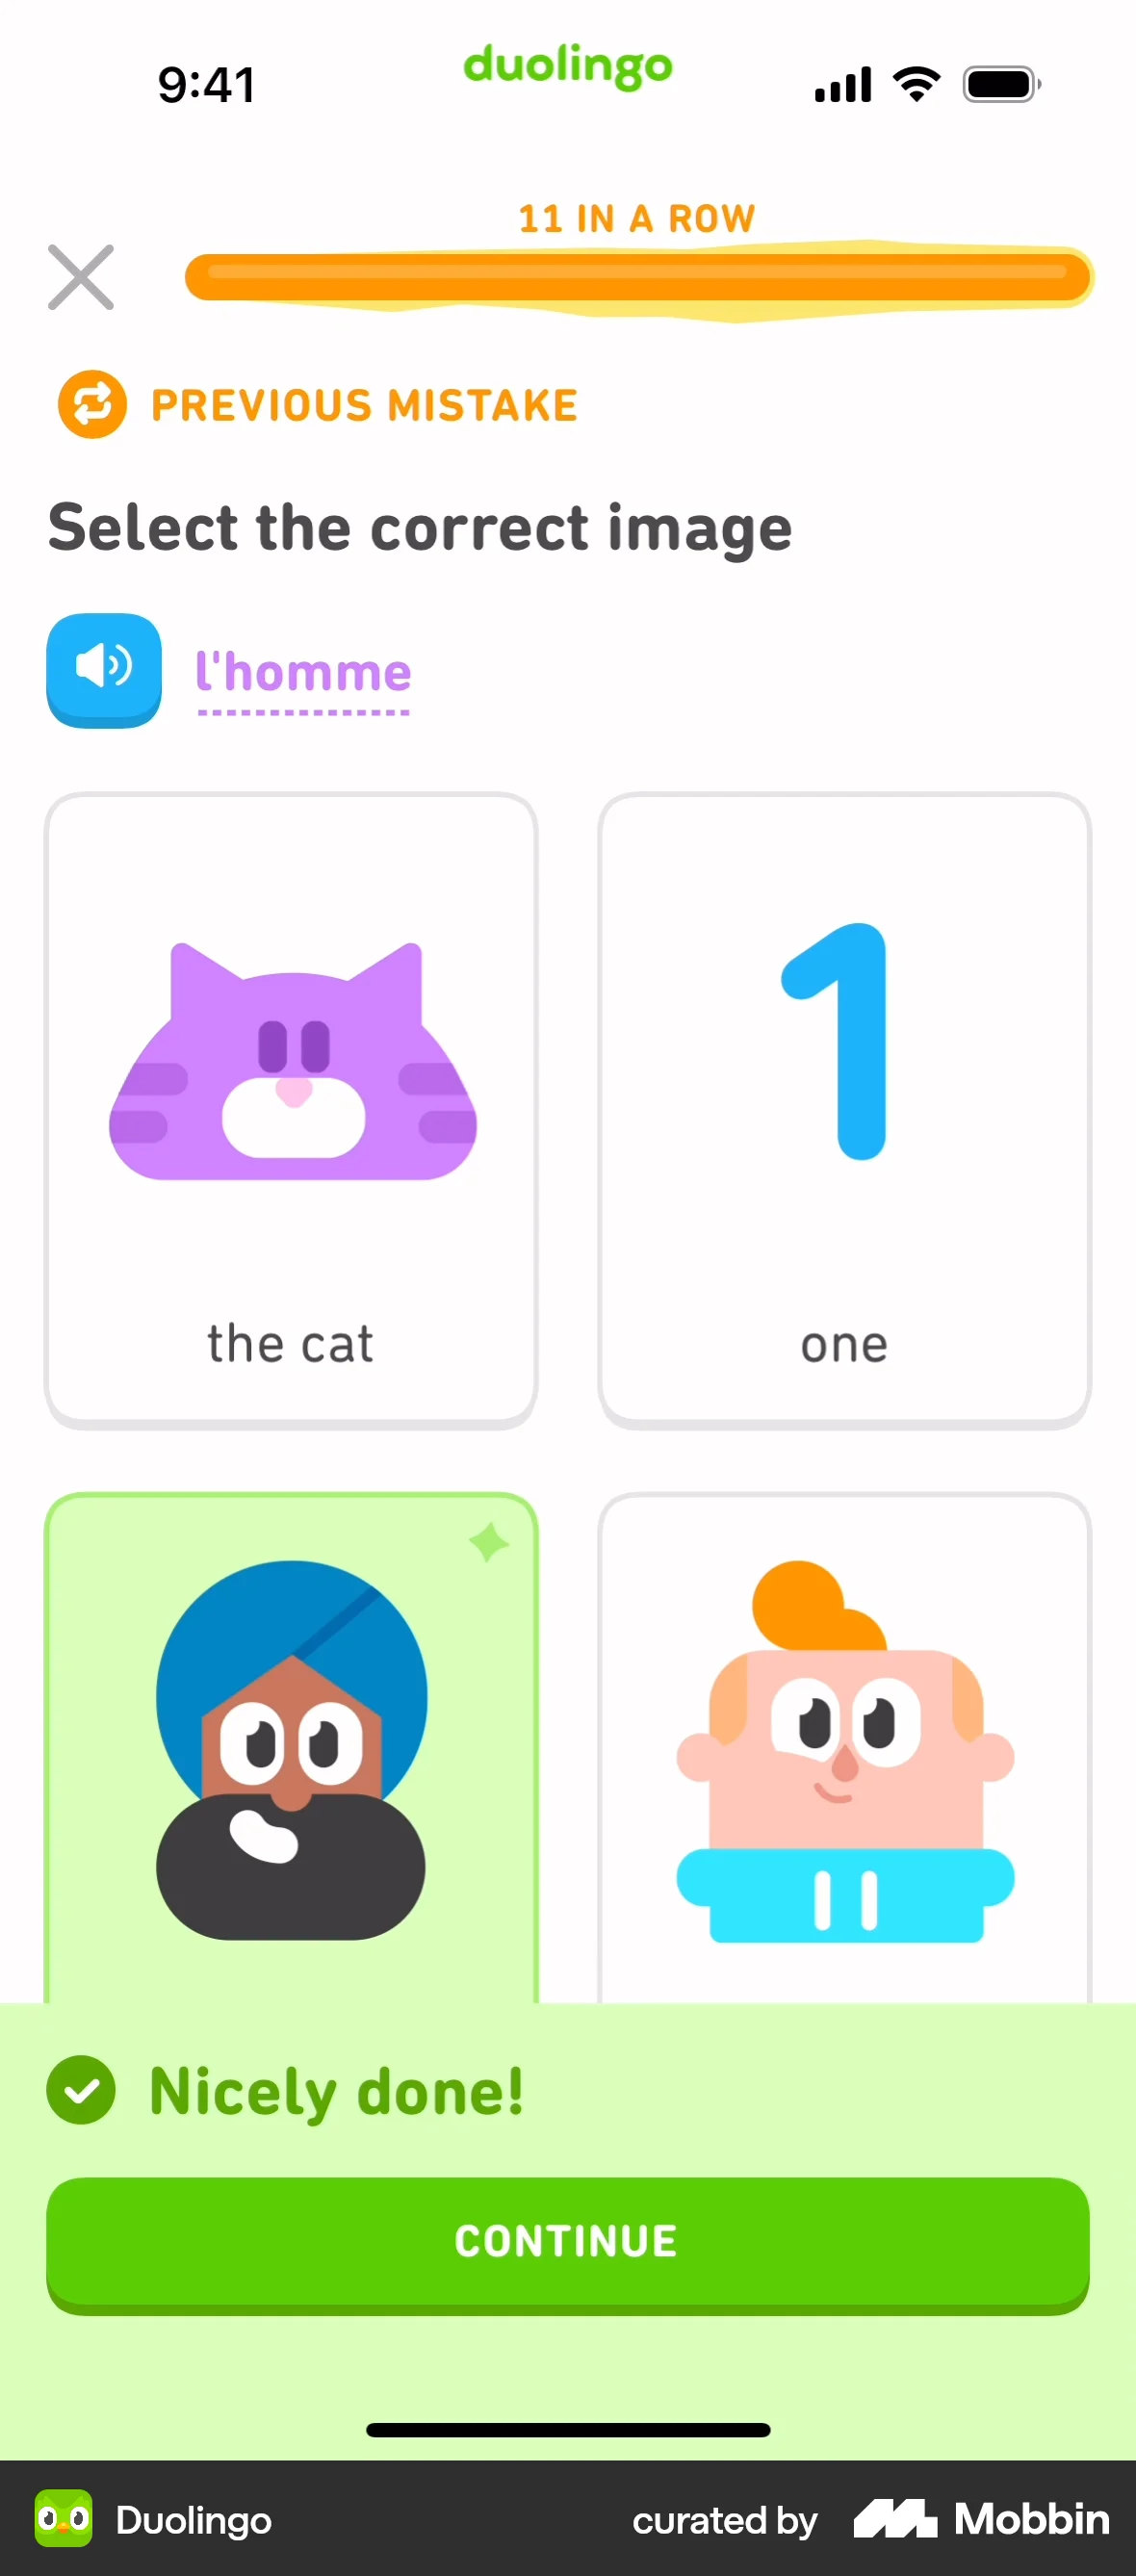 9:41
duolingo
11 IN A ROW
PREVIOUS MISTAKE
Select the correct image
l'homme
1
the cat
one
Nicely done!
CONTINUE
Duolingo
curated by Mobbin